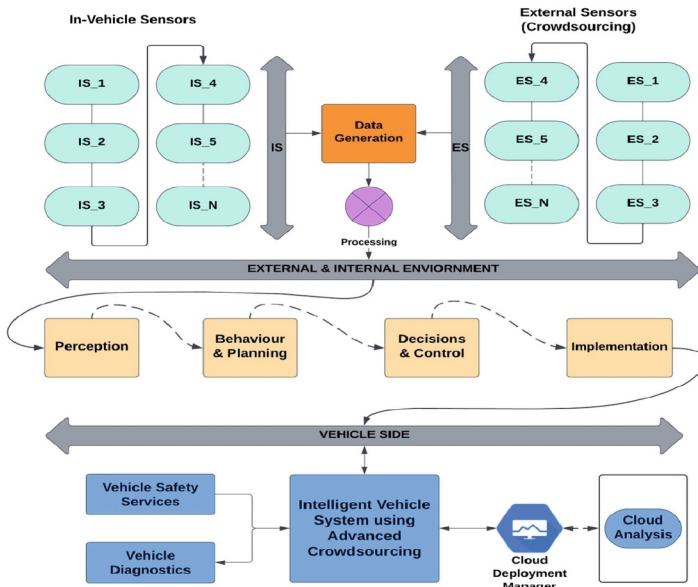 In-Vehicle Sensors
External Sensors
(Crowdsourcing)
IS_1
IS_4
ES_4
ES_1
IS_2
IS_5
ES_5
ES_2
IS_3
IS_N
ES_N
ES_3
IS
Data
Generation
ES
Processing
EXTERNAL & INTERNAL ENVIORNMENT
Perception
Behaviour
& Planning
Decisions
& Control
Implementation
VEHICLE SIDE
Vehicle Safety
Services
Vehicle
Diagnostics
Intelligent Vehicle
System using
Advanced
Crowdsourcing
Cloud
Deployment
Manager
Cloud
Analysis